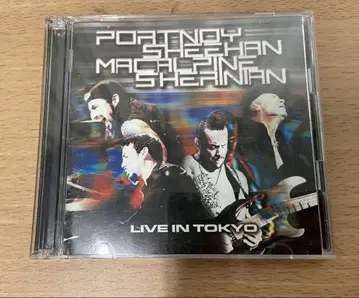 PORTNOY
SHEEHAN
MACALPINE
SHERINIAN
LIVE IN TOKYO